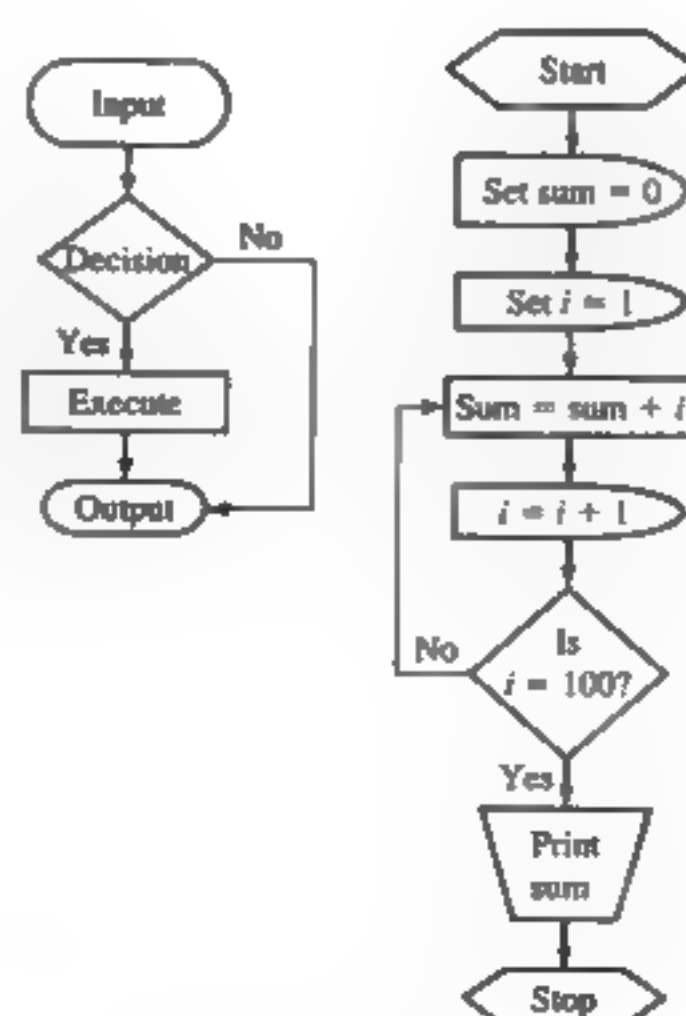 Input
Decision
No
Yes
Execute
Output
Start
Set sum = 0
Set i = 1
Sum = sum + i
i = i + 1
Is
i = 100?
No
Yes
Print
sum
Stop